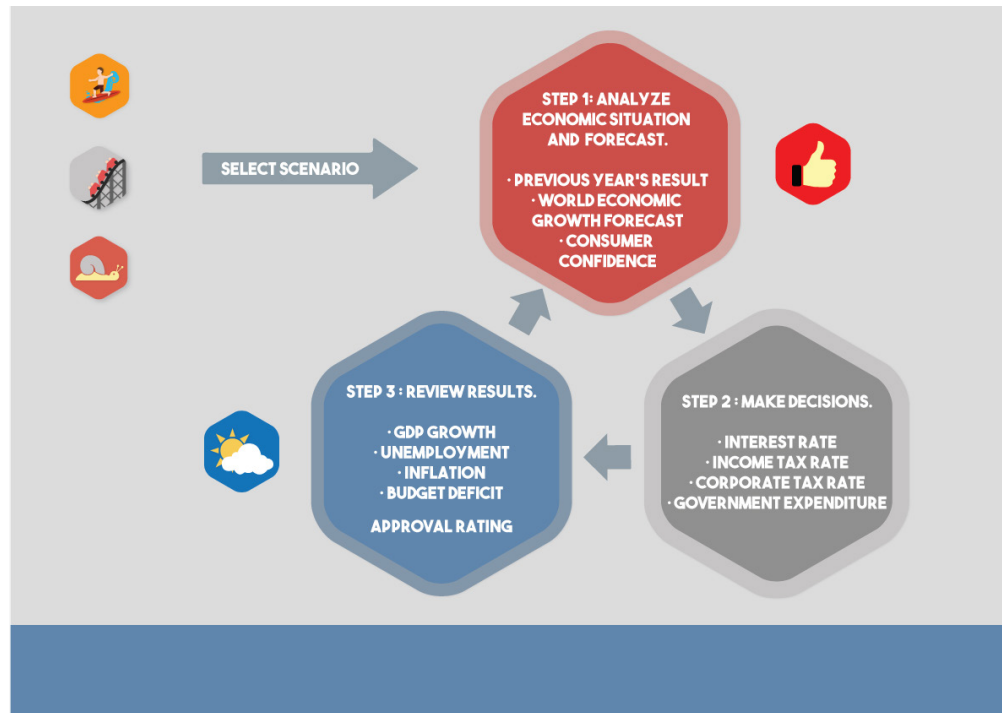 SELECT SCENARIO
STEP 1: ANALYZE
ECONOMIC SITUATION
AND FORECAST.
· PREVIOUS YEAR'S RESULT
· WORLD ECONOMIC
GROWTH FORECAST
· CONSUMER
CONFIDENCE
STEP 2 : MAKE DECISIONS.
· INTEREST RATE
· INCOME TAX RATE
· CORPORATE TAX RATE
· GOVERNMENT EXPENDITURE
STEP 3 : REVIEW RESULTS.
· GDP GROWTH
· UNEMPLOYMENT
· INFLATION
· BUDGET DEFICIT
APPROVAL RATING